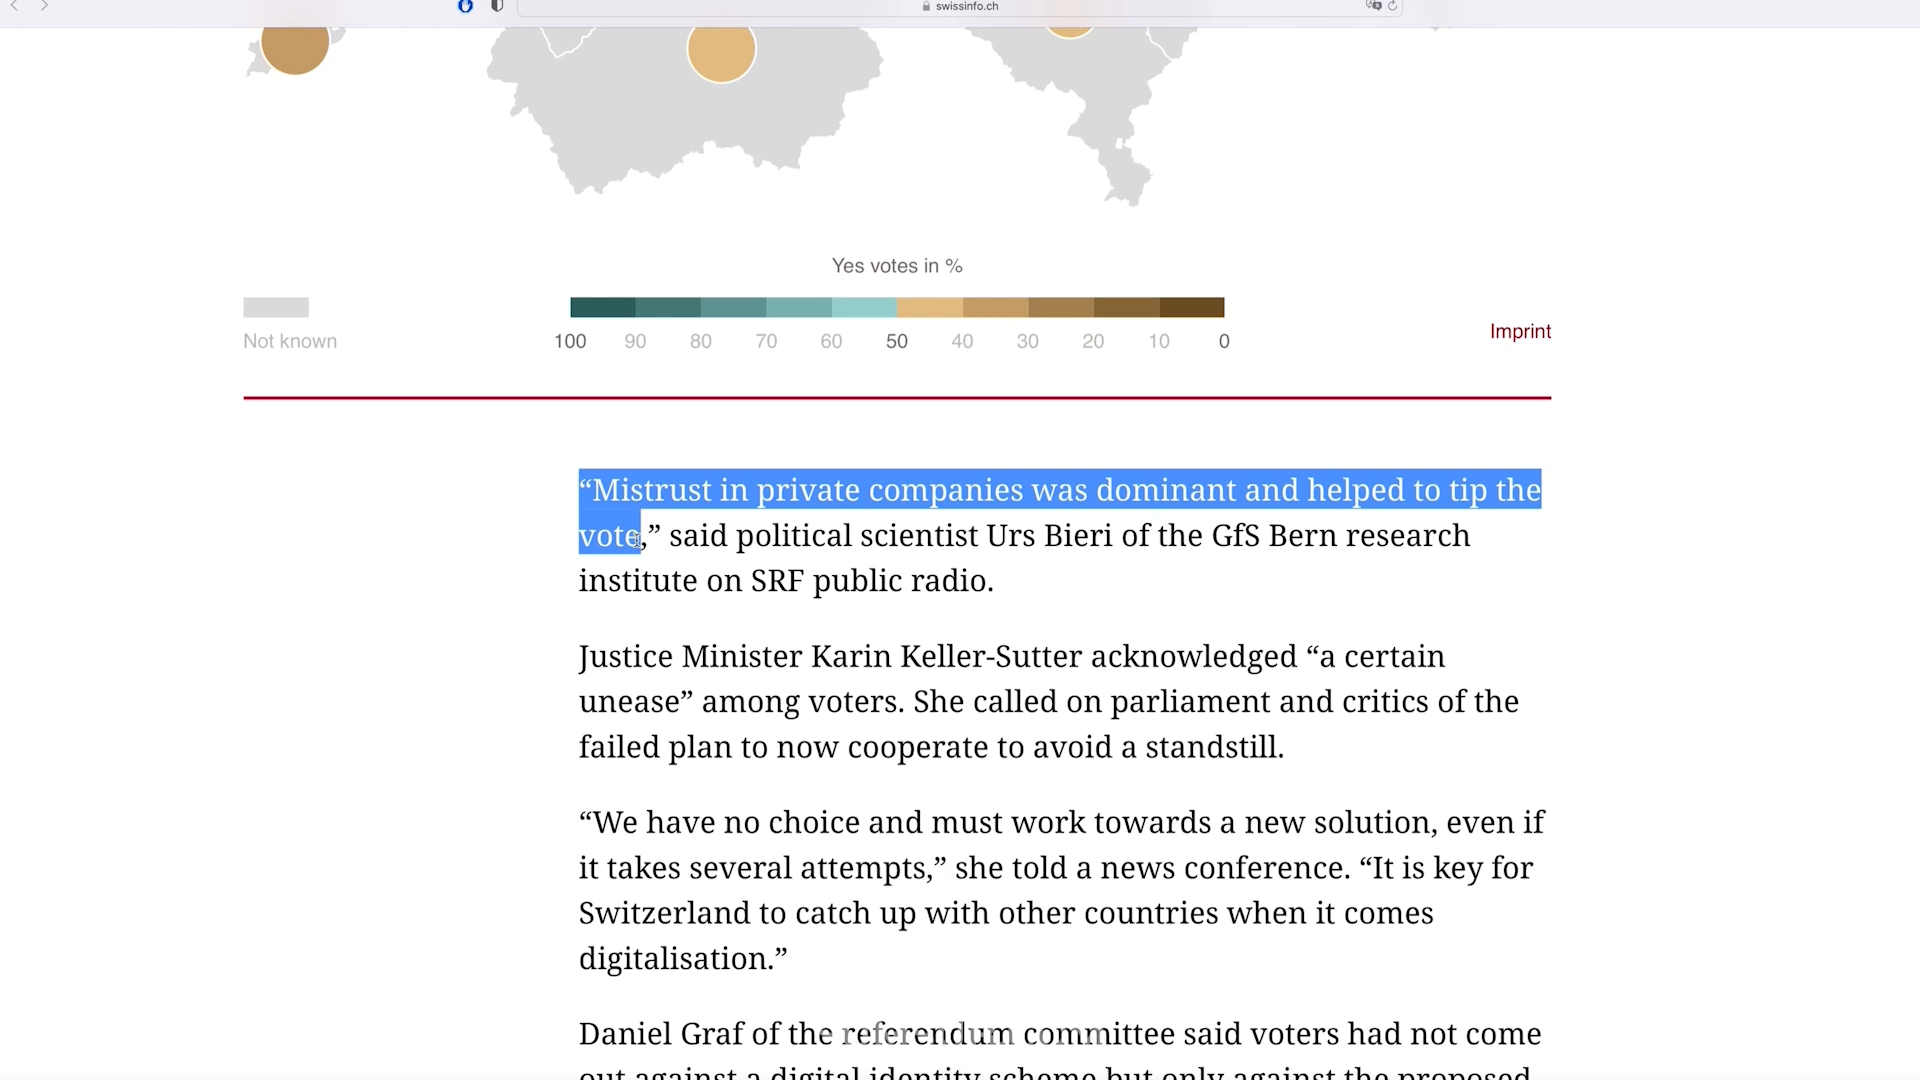 swissinfo.ch
Yes votes in %
Not known
100 90 80 70 60 50 40 30 20 10 0
Imprint
“Mistrust in private companies was dominant and helped to tip the
vote,” said political scientist Urs Bieri of the GfS Bern research
institute on SRF public radio.
Justice Minister Karin Keller-Sutter acknowledged “a certain
unease” among voters. She called on parliament and critics of the
failed plan to now cooperate to avoid a standstill.
“We have no choice and must work towards a new solution, even if
it takes several attempts,” she told a news conference. “It is key for
Switzerland to catch up with other countries when it comes
digitalisation.”
Daniel Graf of the referendum committee said voters had not come
out against a digital identity scheme but only against the proposed